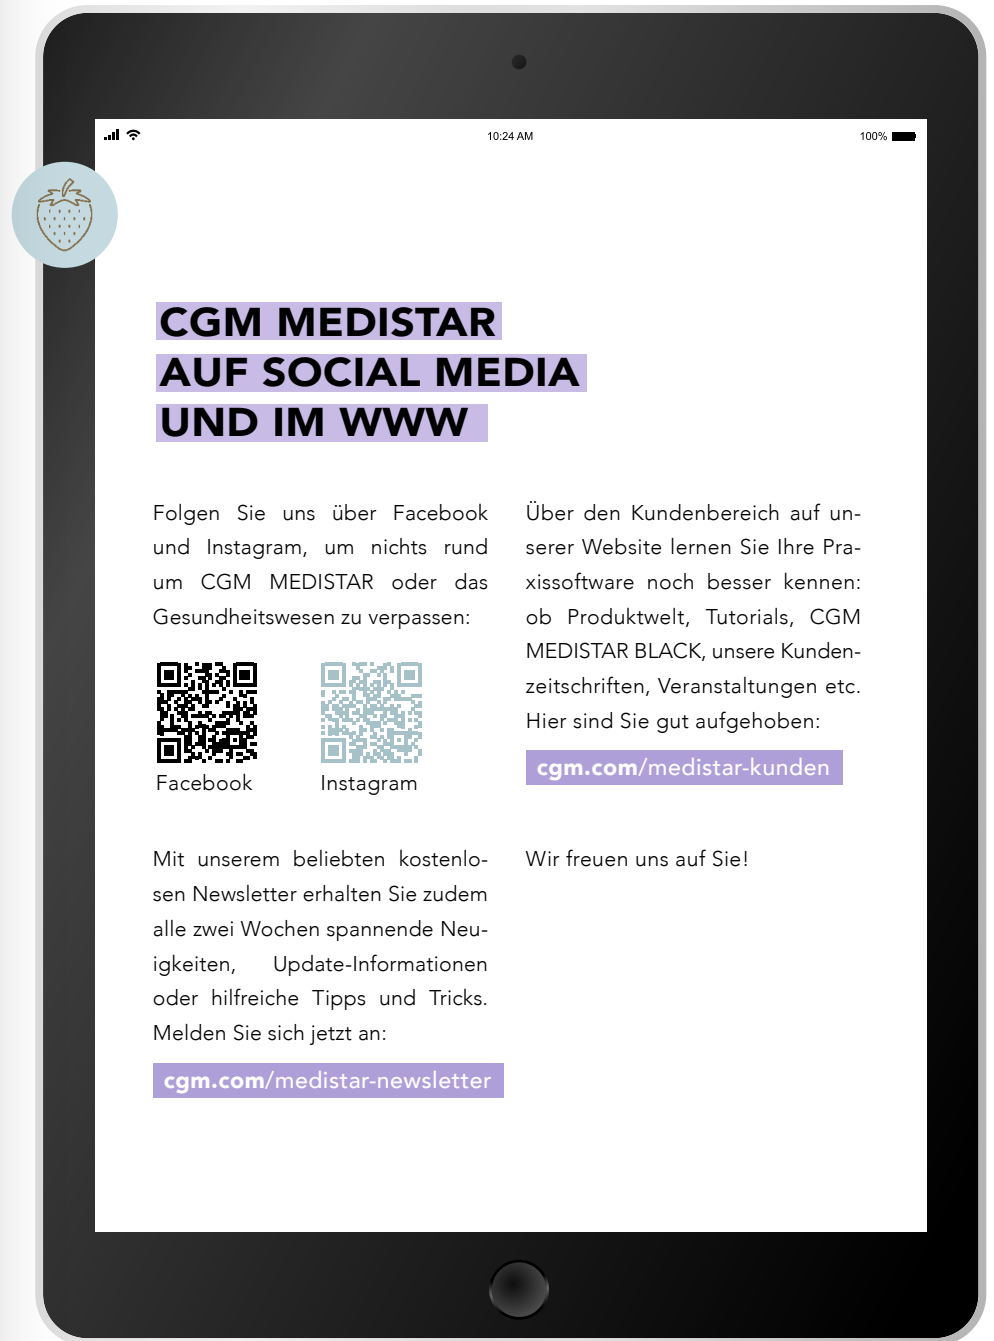 10:24 AM
100%
CGM MEDISTAR
AUF SOCIAL MEDIA
UND IM WWW
Folgen Sie uns über Facebook
und Instagram, um nichts rund
um CGM MEDISTAR oder das
Gesundheitswesen zu verpassen:
Facebook
Instagram
Mit unserem beliebten kostenlo-
sen Newsletter erhalten Sie zudem
alle zwei Wochen spannende Neu-
igkeiten, Update-Informationen
oder hilfreiche Tipps und Tricks.
Melden Sie sich jetzt an:
cgm.com/medistar-newsletter
Über den Kundenbereich auf un-
serer Website lernen Sie Ihre Pra-
xissoftware noch besser kennen:
ob Produktwelt, Tutorials, CGM
MEDISTAR BLACK, unsere Kunden-
zeitschriften, Veranstaltungen etc.
Hier sind Sie gut aufgehoben:
cgm.com/medistar-kunden
Wir freuen uns auf Sie!